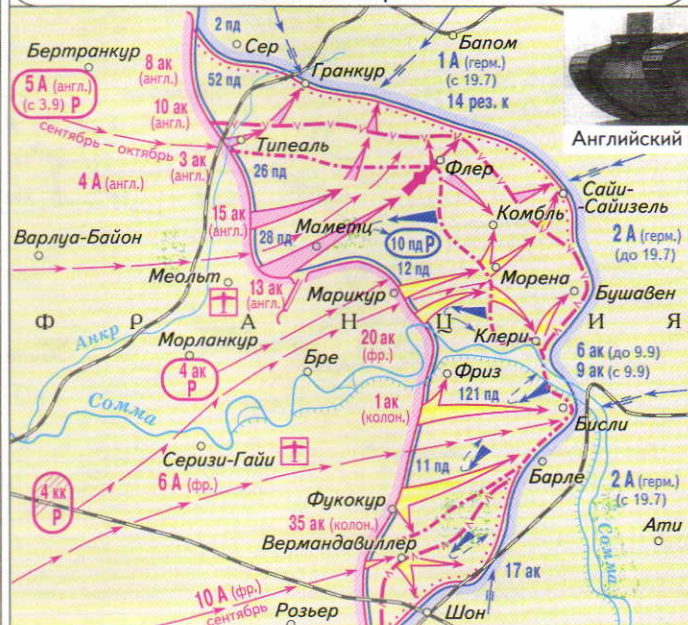 2 пд
Сер
Бапом
Бертранкур
8 ак
(англ.)
1 А (герм.)
(с 19.7)
5 А (англ.)
(с 3.9) Р
52 пд
Гранкур
14 рез. к
10 ак
(англ.)
Английский
сентябрь – октябрь
Типеаль
3 ак
(англ.)
26 пд
Флер
4 А (англ.)
Сайи-
-Сайизель
15 ак
(англ.)
Комбль
Маметц
2 А (герм.)
(до 19.7)
Варлуа-Байон
28 пд
10 пд Р
12 пд
Меольт
13 ак
(англ.)
Морена
Марикур
Бушавен
Ф Р А Н Ц И Я
Анкр
Клери
Морланкур
20 ак
(фр.)
6 ак (до 9.9)
9 ак (с 9.9)
Бре
4 ак
Р
Фриз
121 пд
Сомма
1 ак
(колон.)
Бисли
Серизи-Гайи
11 пд
Барле
6 А (фр.)
2 А (герм.)
(с 19.7)
4 кк
Р
Фукокур
35 ак (колон.)
Ати
Вермандавиллер
Сомма
17 ак
10 А (фр.)
сентябрь
Розьер
Шон